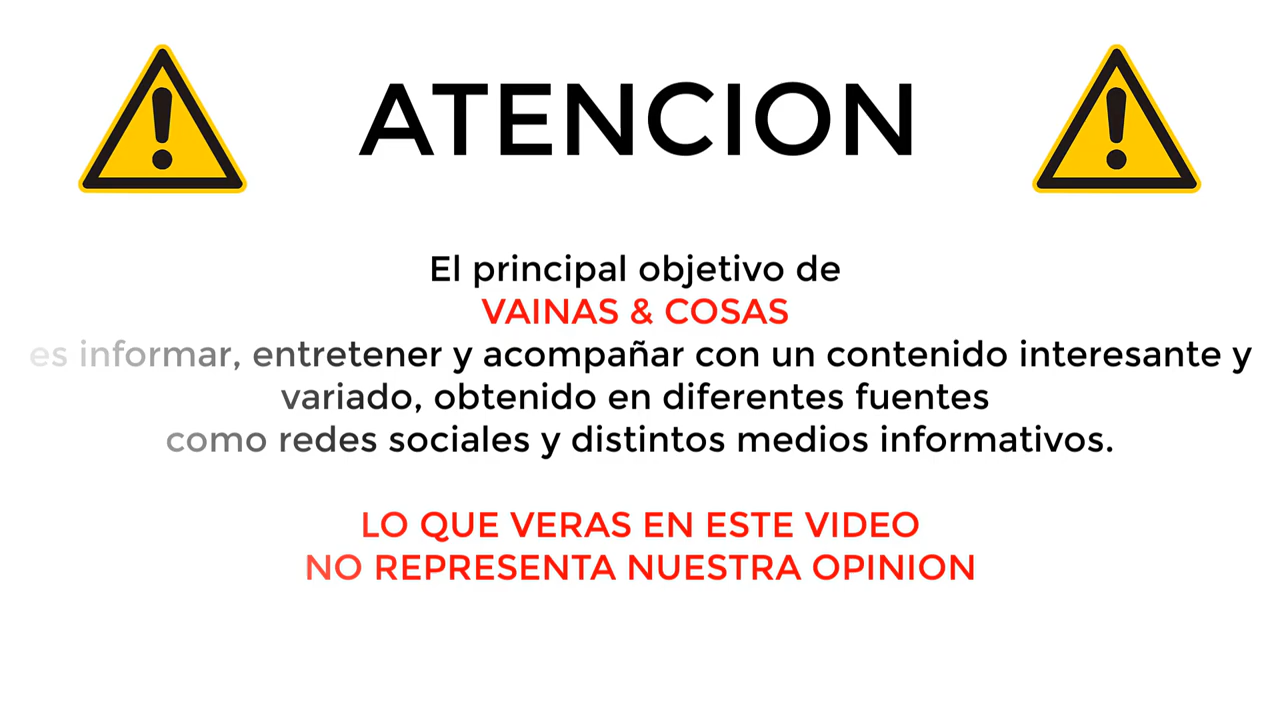 ATENCION
El principal objetivo de
VAINAS & COSAS
es informar, entretener y acompañar con un contenido interesante y
variado, obtenido en diferentes fuentes
como redes sociales y distintos medios informativos.
LO QUE VERAS EN ESTE VIDEO
NO REPRESENTA NUESTRA OPINION